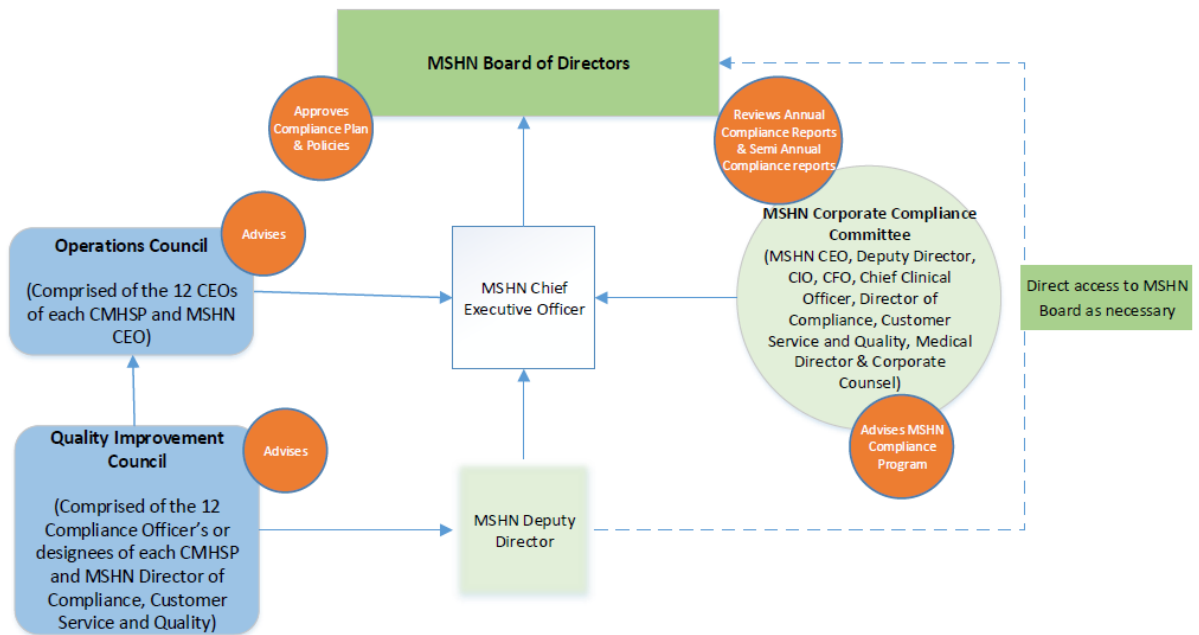 MSHN Board of Directors
Approves
Compliance Plan
& Policies
Reviews Annual
Compliance Reports
& Semi Annual
Compliance reports
Operations Council
(Comprised of the 12 CEOs
of each CMHSP and MSHN
CEO)
Advises
MSHN Chief
Executive Officer
MSHN Corporate Compliance
Committee
(MSHN CEO, Deputy Director,
CIO, CFO, Chief Clinical
Officer, Director of
Compliance, Customer
Service and Quality, Medical
Director & Corporate
Counsel)
Direct access to MSHN
Board as necessary
Advises MSHN
Compliance
Program
Quality Improvement
Council
(Comprised of the 12
Compliance Officer's or
designees of each CMHSP
and MSHN Director of
Compliance, Customer
Service and Quality)
Advises
MSHN Deputy
Director